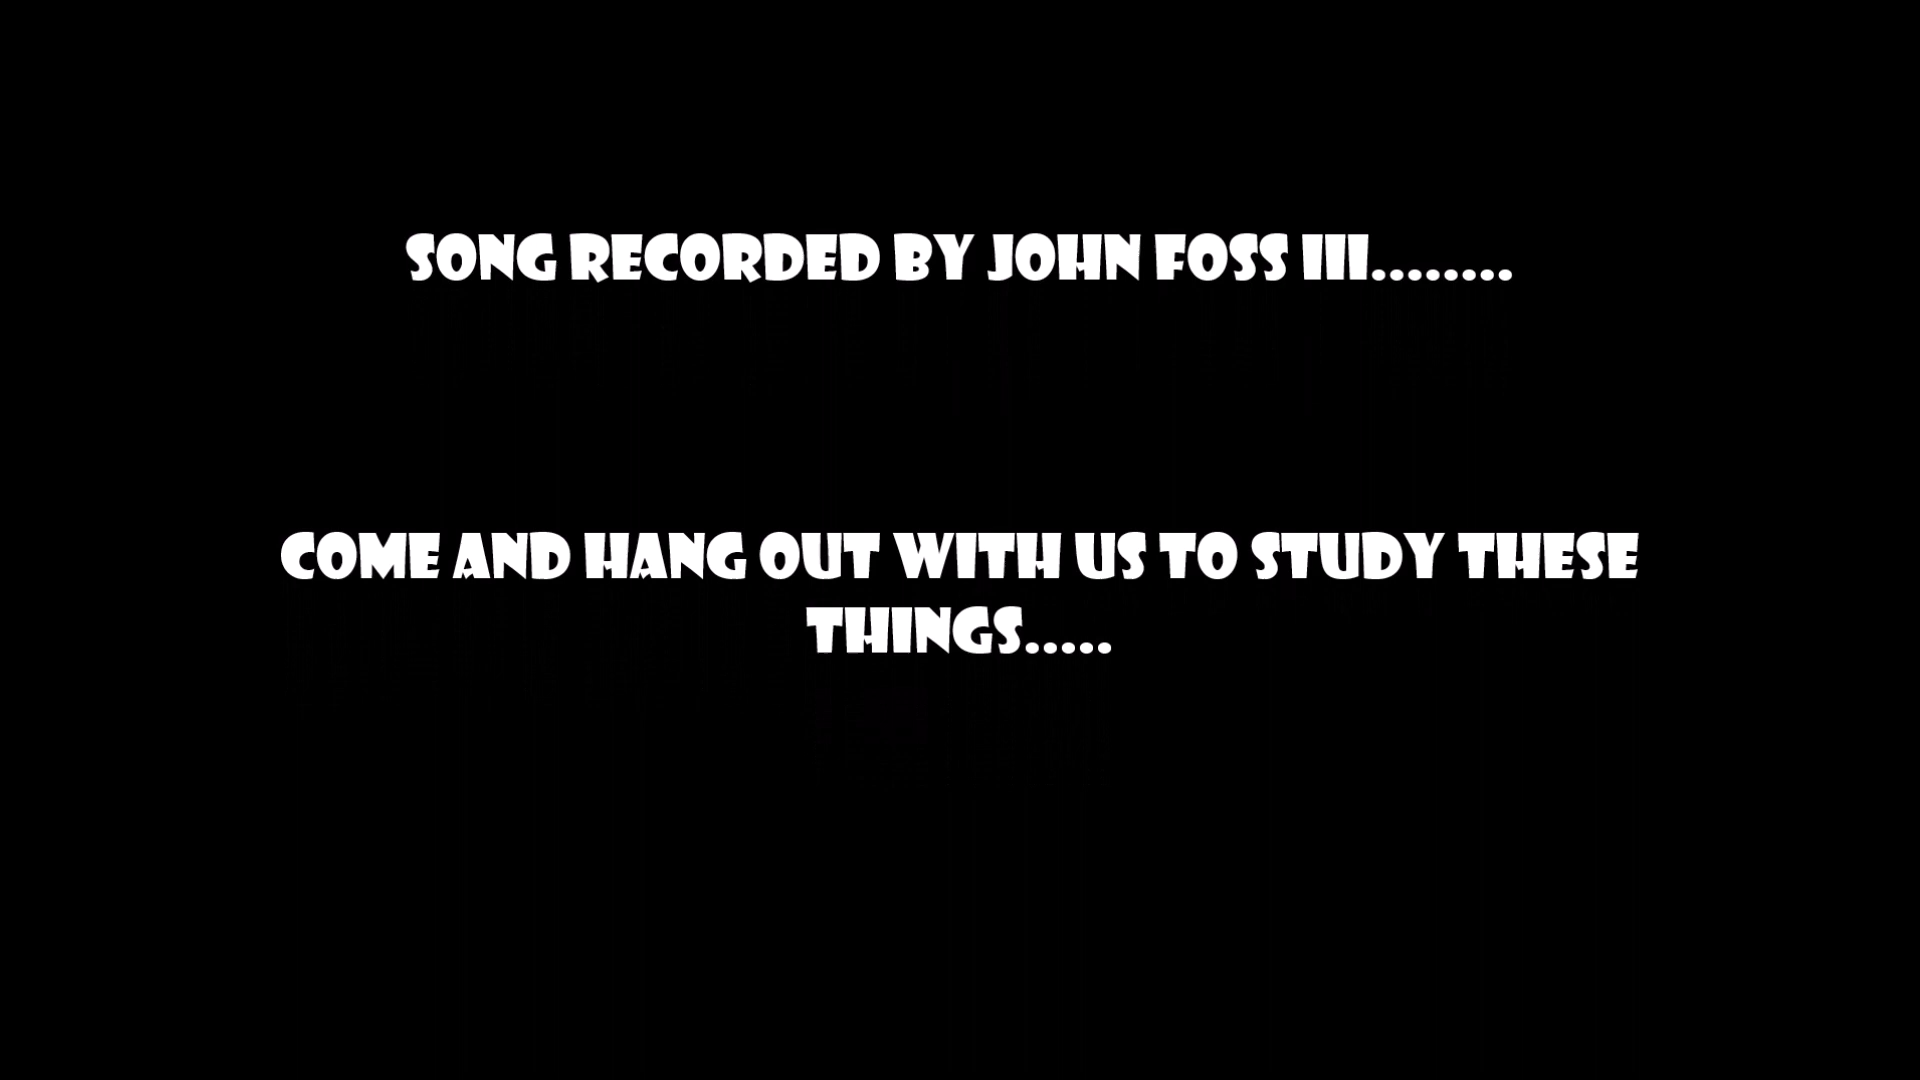 SONG RECORDED BY JOHN FOSS III........
COME AND HANG OUT WITH US TO STUDY THESE
THINGS.....